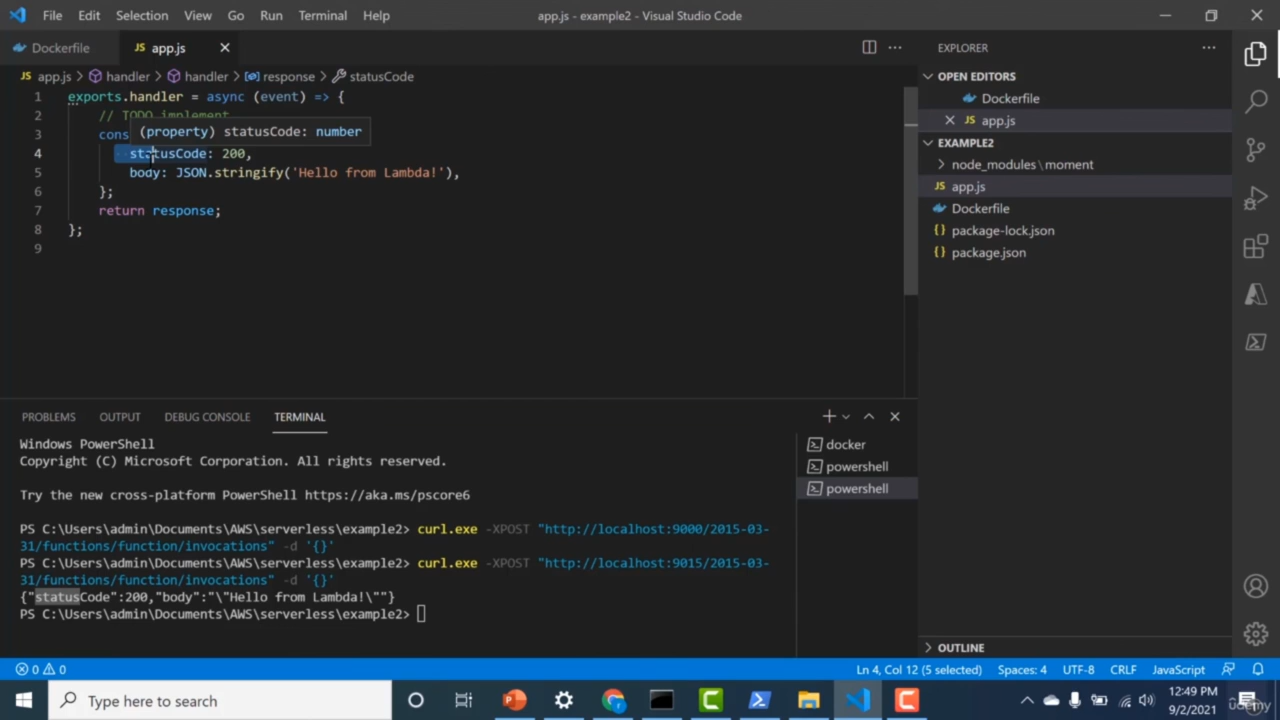 File Edit Selection View Go Run Terminal Help
app.js - example2 - Visual Studio Code
Dockerfile
JS app.js
JS app.js > handler > handler > response > statusCode
1 exports.handler = async (event) => {
2 // TODO implement
3 cons
(property) statusCode: number
4 statusCode: 200,
5 body: JSON.stringify('Hello from Lambda!'),
6 };
7 return response;
8 };
9
EXPLORER
OPEN EDITORS
Dockerfile
JS app.js
EXAMPLE2
node_modules\moment
JS app.js
Dockerfile
{} package-lock.json
{} package.json
OUTLINE
PROBLEMS OUTPUT DEBUG CONSOLE TERMINAL
Windows PowerShell
Copyright (C) Microsoft Corporation. All rights reserved.
Try the new cross-platform PowerShell https://aka.ms/pscore6
PS C:\Users\admin\Documents\AWS\serverless\example2> curl.exe -XPOST "http://localhost:9000/2015-03-
31/functions/function/invocations" -d '{}'
PS C:\Users\admin\Documents\AWS\serverless\example2> curl.exe -XPOST "http://localhost:9015/2015-03-
31/functions/function/invocations" -d '{}'
{"statusCode":200,"body":"\"Hello from Lambda!\""}
PS C:\Users\admin\Documents\AWS\serverless\example2>
docker
powershell
powershell
0 0
Ln 4, Col 12 (5 selected) Spaces: 4 UTF-8 CRLF JavaScript
Type here to search
12:49 PM
9/2/2021
udemy